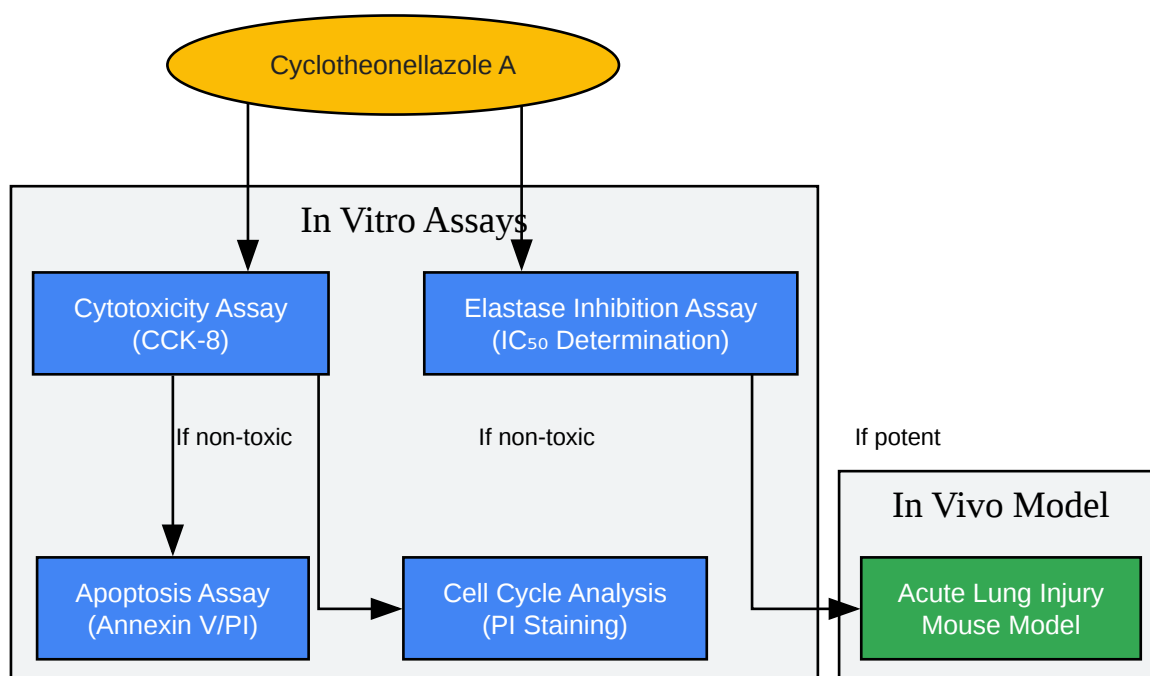 Cyclotheonellazole A
In Vitro Assays
Cytotoxicity Assay
(CCK-8)
Elastase Inhibition Assay
(IC₅₀ Determination)
If non-toxic
If non-toxic
If potent
In Vivo Model
Apoptosis Assay
(Annexin V/PI)
Cell Cycle Analysis
(PI Staining)
Acute Lung Injury
Mouse Model